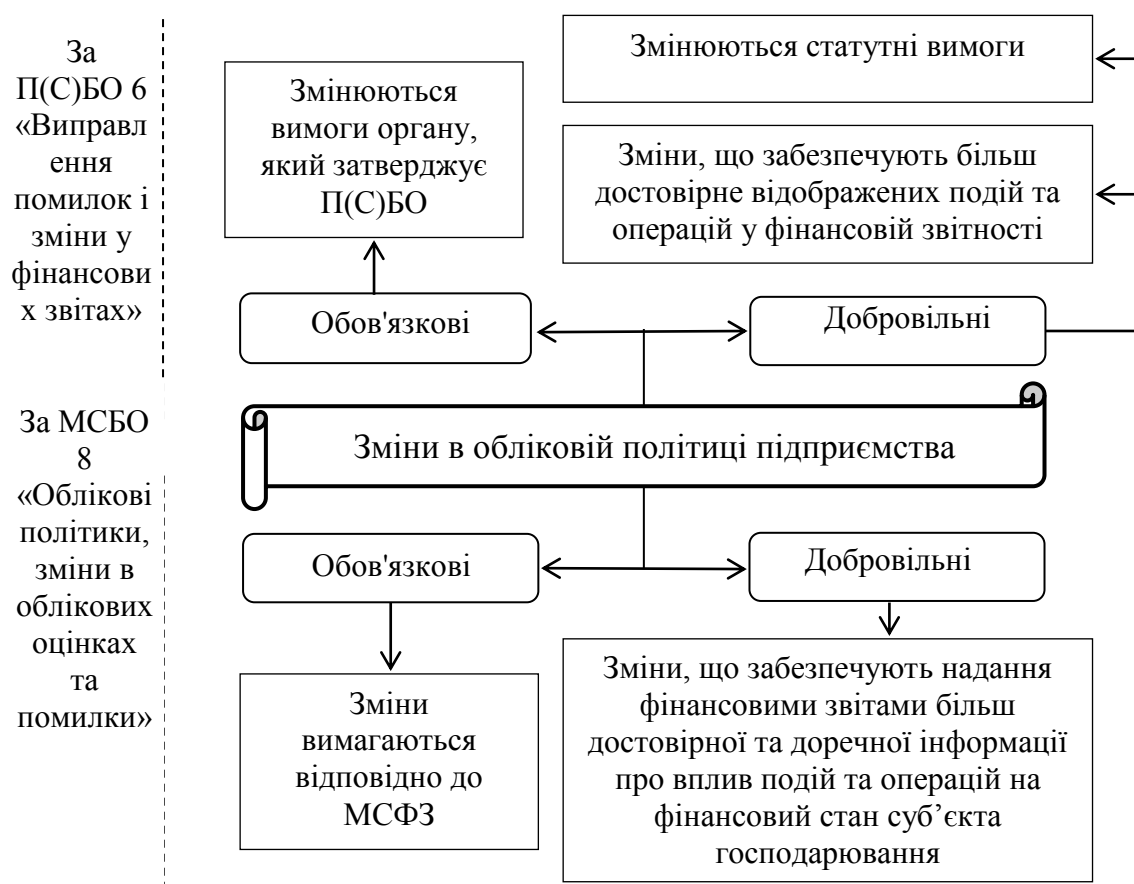 За
П(С)БО 6
«Виправл
ення
помилок і
зміни у
фінансови
х звітах»
Змінюються
вимоги органу,
який затверджує
П(С)БО
Змінюються статутні вимоги
Зміни, що забезпечують більш
достовірне відображених подій та
операцій у фінансовій звітності
Обов'язкові
Добровільні
Зміни в обліковій політиці підприємства
За МСБО
8
«Облікові
політики,
зміни в
облікових
оцінках
та
помилки»
Обов'язкові
Добровільні
Зміни
вимагаються
відповідно до
МСФЗ
Зміни, що забезпечують надання
фінансовими звітами більш
достовірної та доречної інформації
про вплив подій та операцій на
фінансовий стан суб’єкта
господарювання